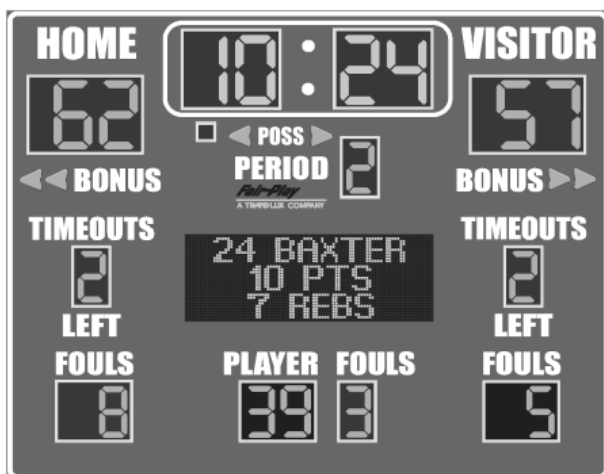 HOME 10:24 VISITOR
62 57
POSS
PERIOD 2
BONUS BONUS
Fair-Play
A TRANS-LUX COMPANY
TIMEOUTS TIMEOUTS
24 BAXTER
10 PTS
7 REBS
2 2
LEFT LEFT
FOULS PLAYER FOULS FOULS
8 39 3 5